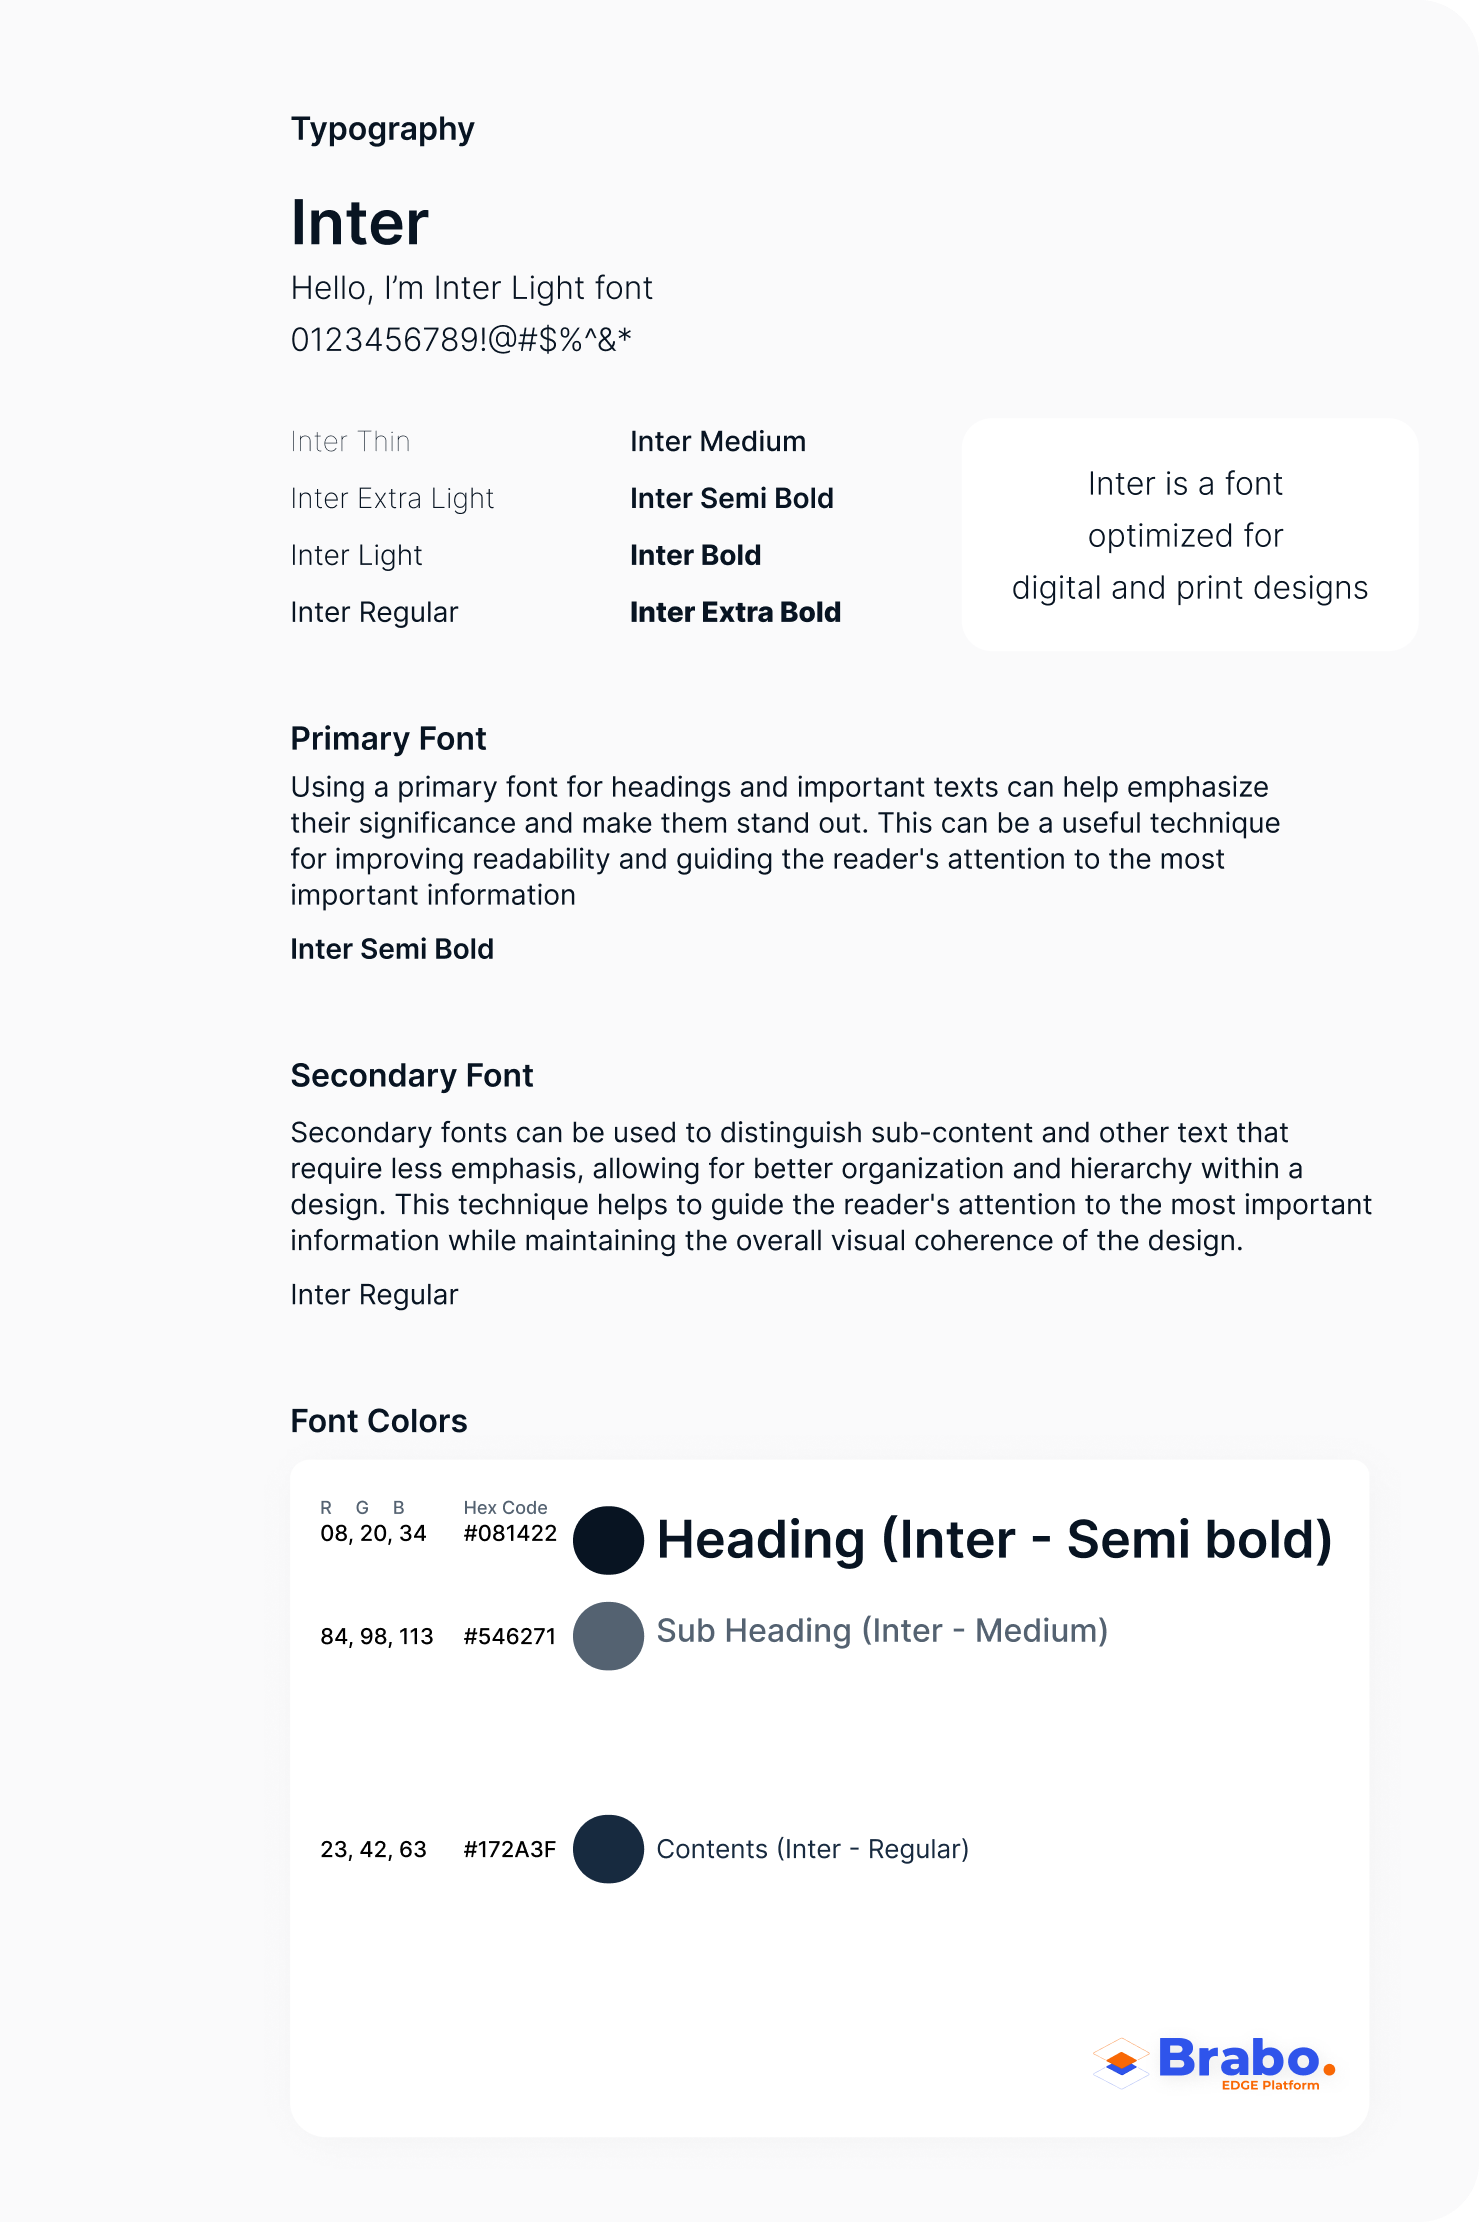 Typography
Inter
Hello, I’m Inter Light font
0123456789!@#$%^&*
Inter Thin
Inter Extra Light
Inter Light
Inter Regular
Inter Medium
Inter Semi Bold
Inter Bold
Inter Extra Bold
Inter is a font
optimized for
digital and print designs
Primary Font
Using a primary font for headings and important texts can help emphasize
their significance and make them stand out. This can be a useful technique
for improving readability and guiding the reader's attention to the most
important information
Inter Semi Bold
Secondary Font
Secondary fonts can be used to distinguish sub-content and other text that
require less emphasis, allowing for better organization and hierarchy within a
design. This technique helps to guide the reader's attention to the most important
information while maintaining the overall visual coherence of the design.
Inter Regular
Font Colors
R G B Hex Code
08, 20, 34 #081422 Heading (Inter - Semi bold)
84, 98, 113 #546271 Sub Heading (Inter - Medium)
23, 42, 63 #172A3F Contents (Inter - Regular)
Brabo.
EDGE Platform